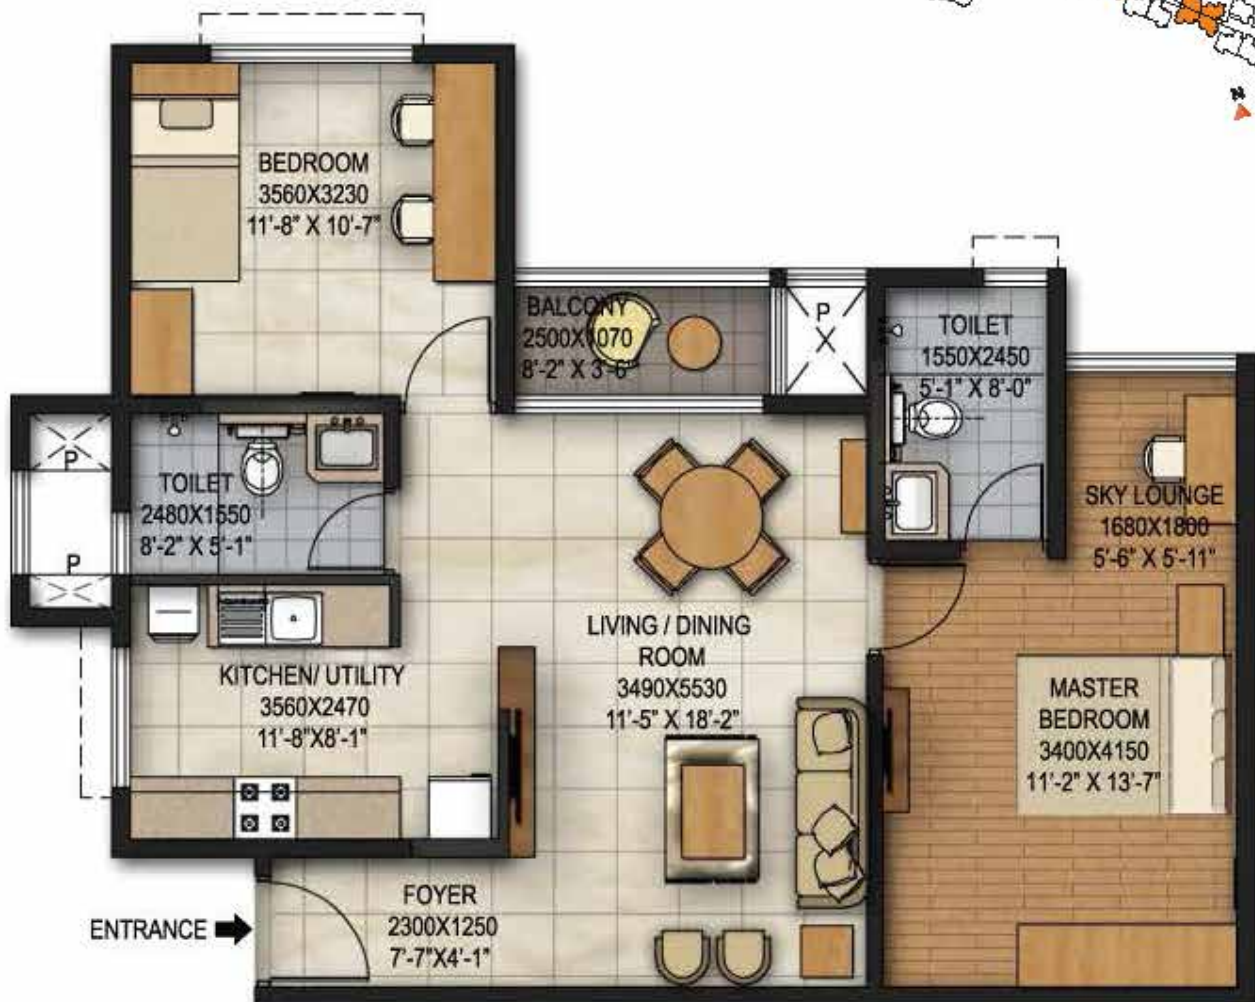 N
BEDROOM
3560X3230
11'-8" X 10'-7"
BALCONY
2500X1070
8'-2" X 3'-6"
P
TOILET
1550X2450
5'-1" X 8'-0"
P
TOILET
2480X1550
8'-2" X 5'-1"
P
SKY LOUNGE
1680X1800
5'-6" X 5'-11"
LIVING / DINING
ROOM
3490X5530
11'-5" X 18'-2"
KITCHEN/ UTILITY
3560X2470
11'-8"X8'-1"
MASTER
BEDROOM
3400X4150
11'-2" X 13'-7"
FOYER
2300X1250
7'-7"X4'-1"
ENTRANCE